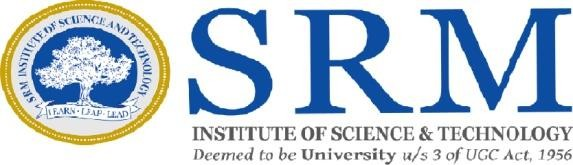 SRM INSTITUTE OF SCIENCE AND TECHNOLOGY
LEARN - LEAP - LEAD
SRM
INSTITUTE OF SCIENCE & TECHNOLOGY
Deemed to be University u/s 3 of UGC Act, 1956